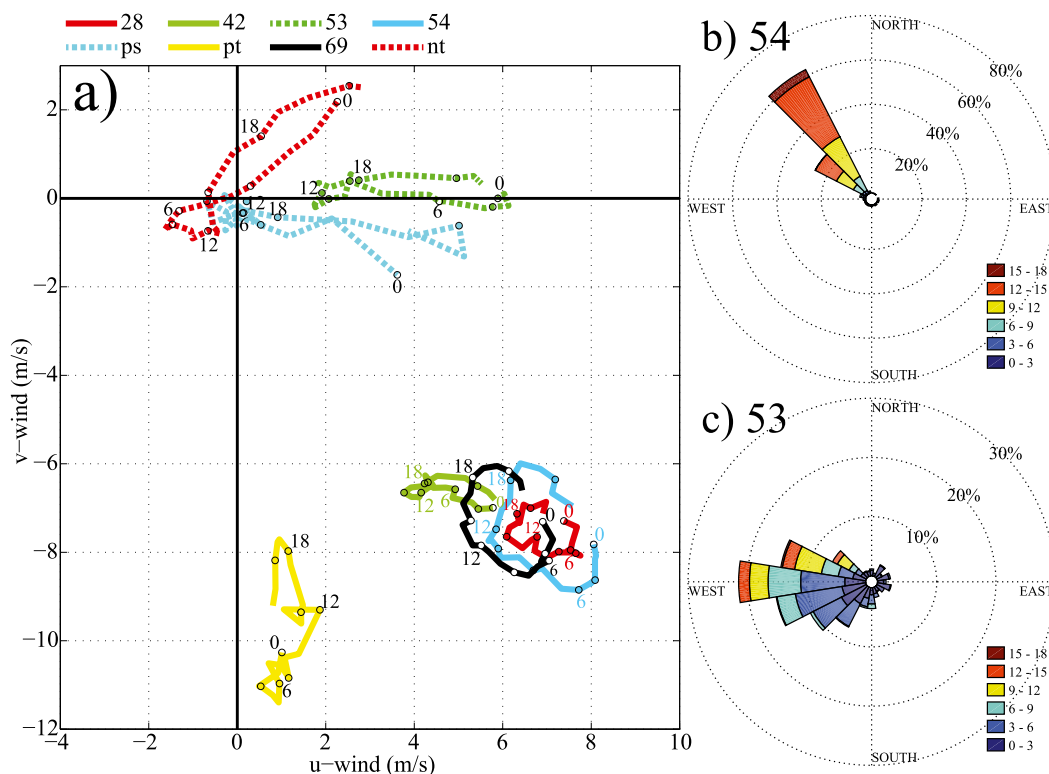 28 42 53 54
ps pt 69 nt
a)
2
0
−2
−4
−6
−8
−10
−12
−4 −2 0 2 4 6 8 10
u−wind (m/s)
v−wind (m/s)
0
18
6
12
12
18
0
6
12
18
6
0
18
12
6
0
18
12
6
0
18
12
6
0
18
12
0
6
18
12
0
6
b) 54
NORTH
80%
60%
40%
20%
WEST
EAST
SOUTH
15 - 18
12 - 15
9 - 12
6 - 9
3 - 6
0 - 3
c) 53
NORTH
30%
20%
10%
WEST
EAST
SOUTH
15 - 18
12 - 15
9 - 12
6 - 9
3 - 6
0 - 3